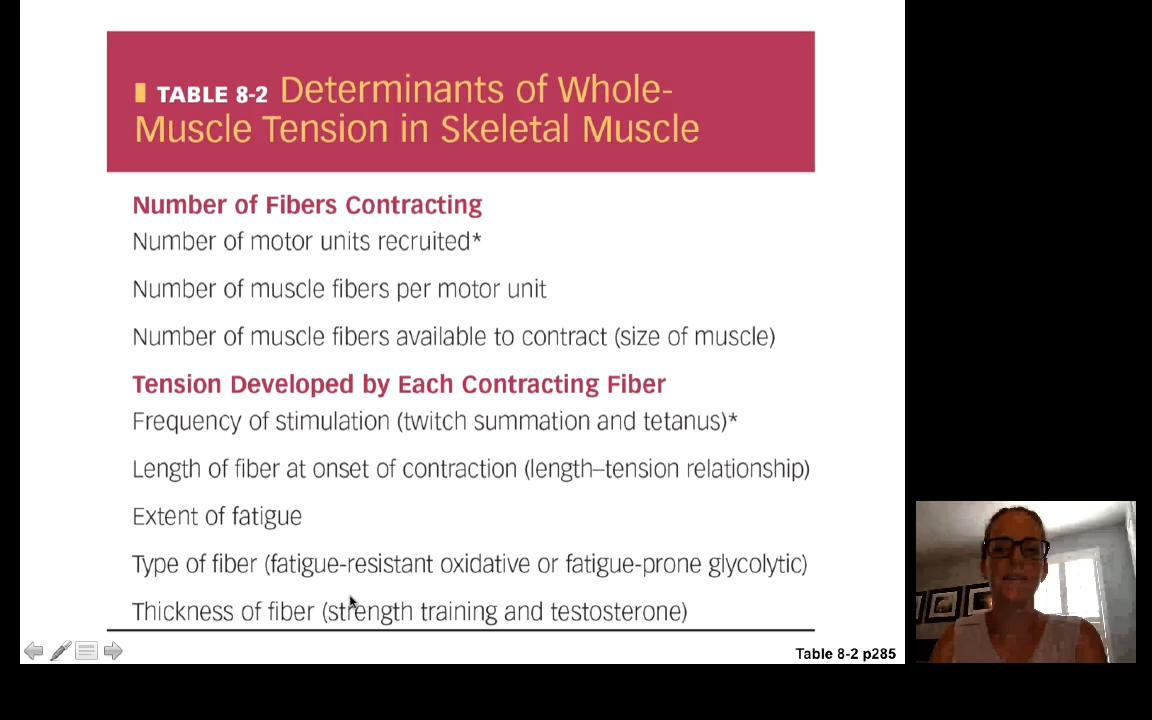 TABLE 8-2 Determinants of Whole-
Muscle Tension in Skeletal Muscle
Number of Fibers Contracting
Number of motor units recruited*
Number of muscle fibers per motor unit
Number of muscle fibers available to contract (size of muscle)
Tension Developed by Each Contracting Fiber
Frequency of stimulation (twitch summation and tetanus)*
Length of fiber at onset of contraction (length–tension relationship)
Extent of fatigue
Type of fiber (fatigue-resistant oxidative or fatigue-prone glycolytic)
Thickness of fiber (strength training and testosterone)
Table 8-2 p285